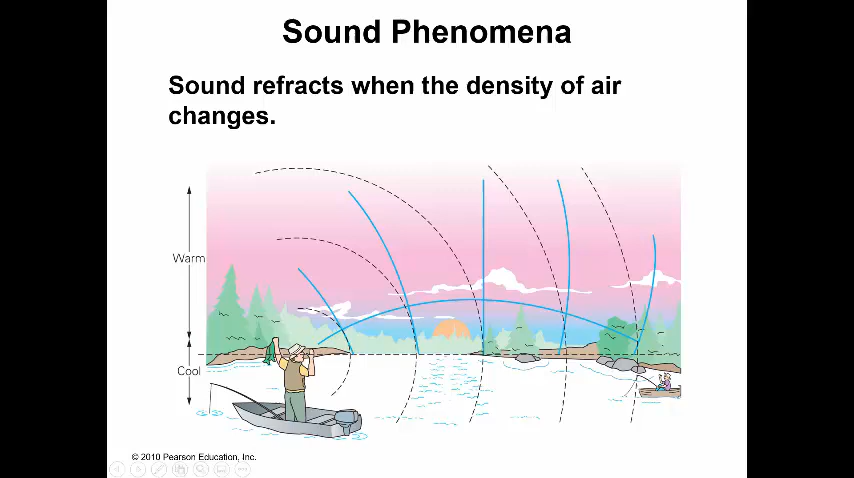 Sound Phenomena
Sound refracts when the density of air
changes.
Warm
Cool
© 2010 Pearson Education, Inc.